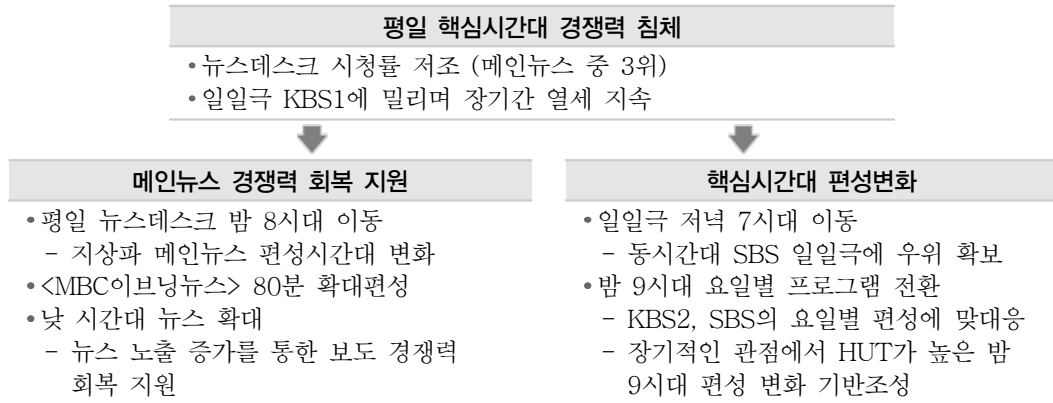 평일 핵심시간대 경쟁력 침체
•뉴스데스크 시청률 저조 (메인뉴스 중 3위)
•일일극 KBS1에 밀리며 장기간 열세 지속
메인뉴스 경쟁력 회복 지원
•평일 뉴스데스크 밤 8시대 이동
- 지상파 메인뉴스 편성시간대 변화
•<MBC이브닝뉴스> 80분 확대편성
•낮 시간대 뉴스 확대
- 뉴스 노출 증가를 통한 보도 경쟁력
회복 지원
핵심시간대 편성변화
•일일극 저녁 7시대 이동
- 동시간대 SBS 일일극에 우위 확보
•밤 9시대 요일별 프로그램 전환
- KBS2, SBS의 요일별 편성에 맞대응
- 장기적인 관점에서 HUT가 높은 밤
9시대 편성 변화 기반조성